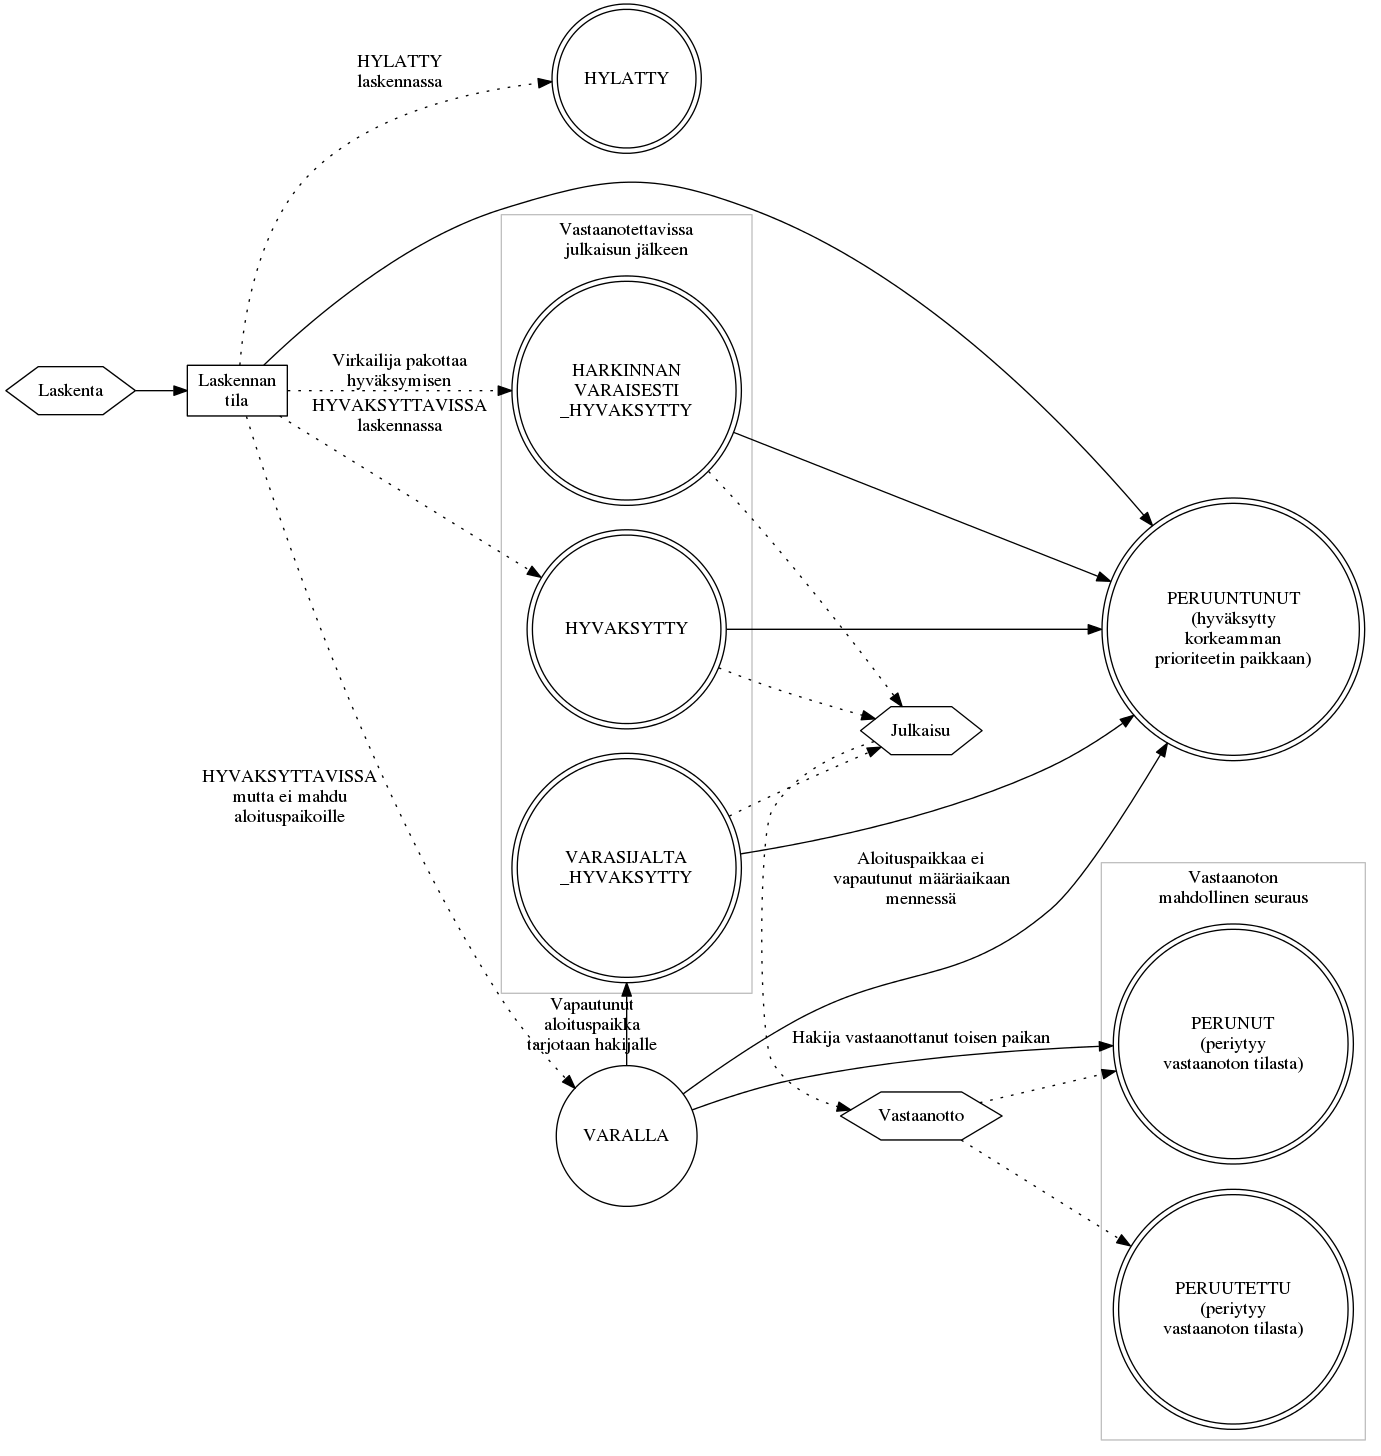 HYLATTY
laskennassa
HYLATTY
Vastaanotettavissa
julkaisun jälkeen
Laskenta
Laskennan
tila
Virkailija pakottaa
hyväksymisen
HYVAKSYTTAVISSA
laskennassa
HARKINNAN
VARAISESTI
_HYVAKSYTTY
HYVAKSYTTY
PERUUNTUNUT
(hyväksytty
korkeamman
prioriteetin paikkaan)
Julkaisu
HYVAKSYTTAVISSA
mutta ei mahdu
aloituspaikoille
VARASIJALTA
_HYVAKSYTTY
Aloituspaikkaa ei
vapautunut määräaikaan
mennessä
Vastaanoton
mahdollinen seuraus
Vapautunut
aloituspaikka
tarjotaan hakijalle
Hakija vastaanottanut toisen paikan
PERUNUT
(periytyy
vastaanoton tilasta)
VARALLA
Vastaanotto
PERUUTETTU
(periytyy
vastaanoton tilasta)